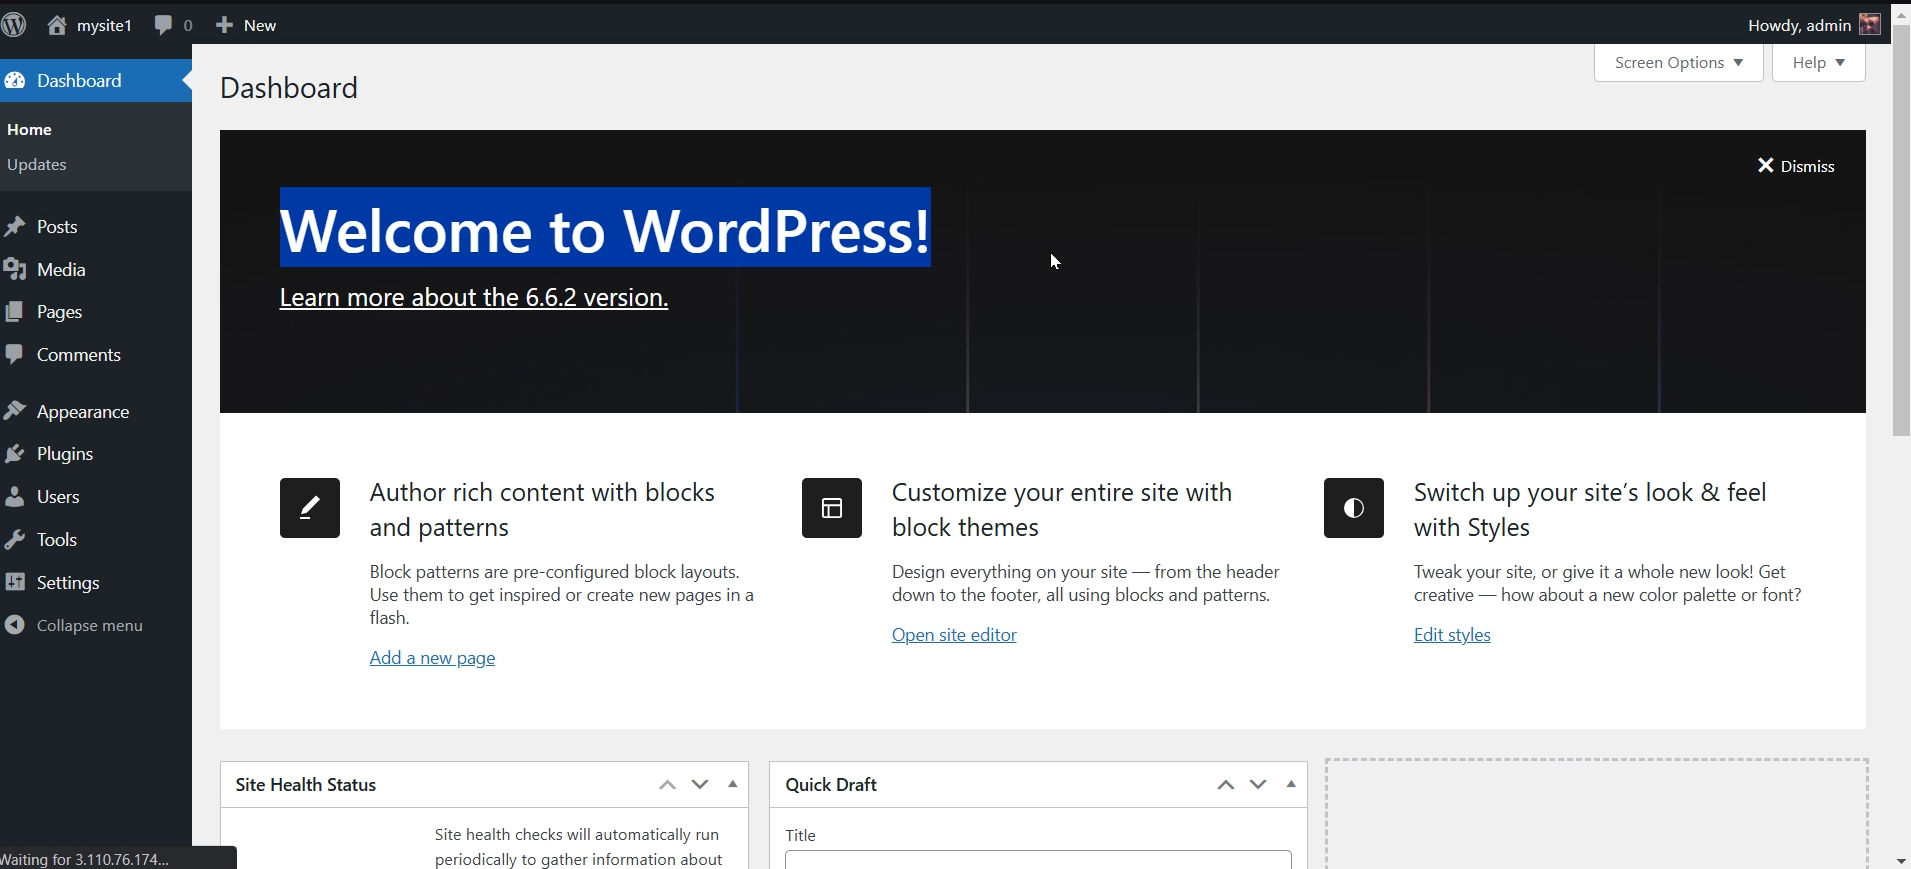 mysite1
0
New
Howdy, admin
Dashboard
Home
Updates
Posts
Media
Pages
Comments
Appearance
Plugins
Users
Tools
Settings
Collapse menu
Screen Options
Help
Dashboard
Dismiss
Welcome to WordPress!
Learn more about the 6.6.2 version.
Author rich content with blocks
and patterns
Block patterns are pre-configured block layouts.
Use them to get inspired or create new pages in a
flash.
Add a new page
Customize your entire site with
block themes
Design everything on your site — from the header
down to the footer, all using blocks and patterns.
Open site editor
Switch up your site’s look & feel
with Styles
Tweak your site, or give it a whole new look! Get
creative — how about a new color palette or font?
Edit styles
Site Health Status
Site health checks will automatically run
periodically to gather information about
Quick Draft
Title
Waiting for 3.110.76.174...